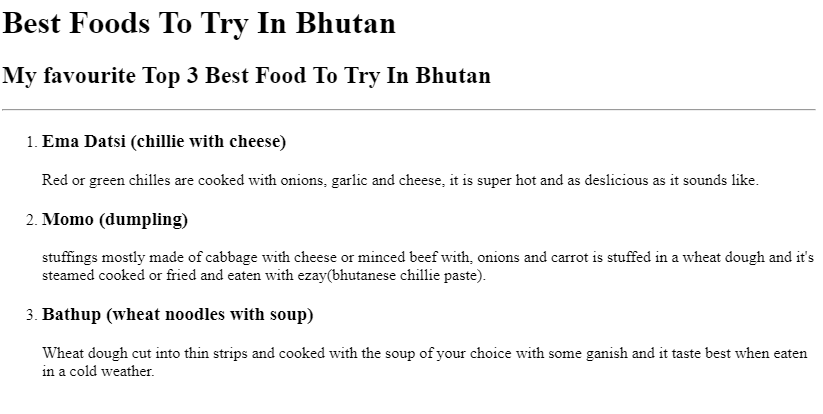 Best Foods To Try In Bhutan
My favourite Top 3 Best Food To Try In Bhutan
1. Ema Datsi (chillie with cheese)
Red or green chilles are cooked with onions, garlic and cheese, it is super hot and as deslicious as it sounds like.
2. Momo (dumpling)
stuffings mostly made of cabbage with cheese or minced beef with, onions and carrot is stuffed in a wheat dough and it's
steamed cooked or fried and eaten with ezay(bhutanese chillie paste).
3. Bathup (wheat noodles with soup)
Wheat dough cut into thin strips and cooked with the soup of your choice with some ganish and it taste best when eaten
in a cold weather.